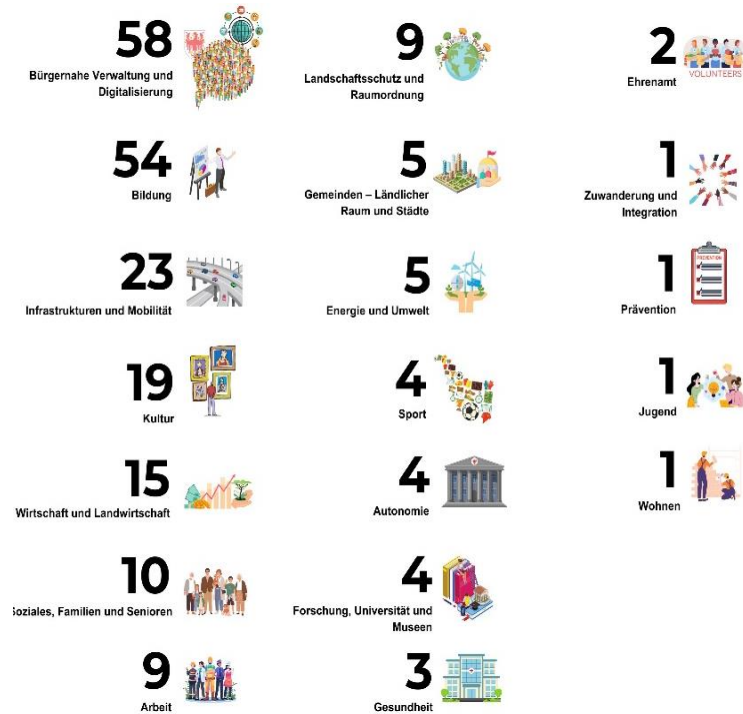 58
Bürgernahe Verwaltung und
Digitalisierung
54
Bildung
23
Infrastrukturen und Mobilität
19
Kultur
15
Wirtschaft und Landwirtschaft
10
Soziales, Familien und Senioren
9
Arbeit
9
Landschaftsschutz und
Raumordnung
5
Gemeinden – Ländlicher
Raum und Städte
5
Energie und Umwelt
4
Sport
4
Autonomie
4
Forschung, Universität und
Museen
3
Gesundheit
2
Ehrenamt
VOLUNTEERS
1
Zuwanderung und
Integration
1
Prävention
PREVENTION
1
Jugend
1
Wohnen